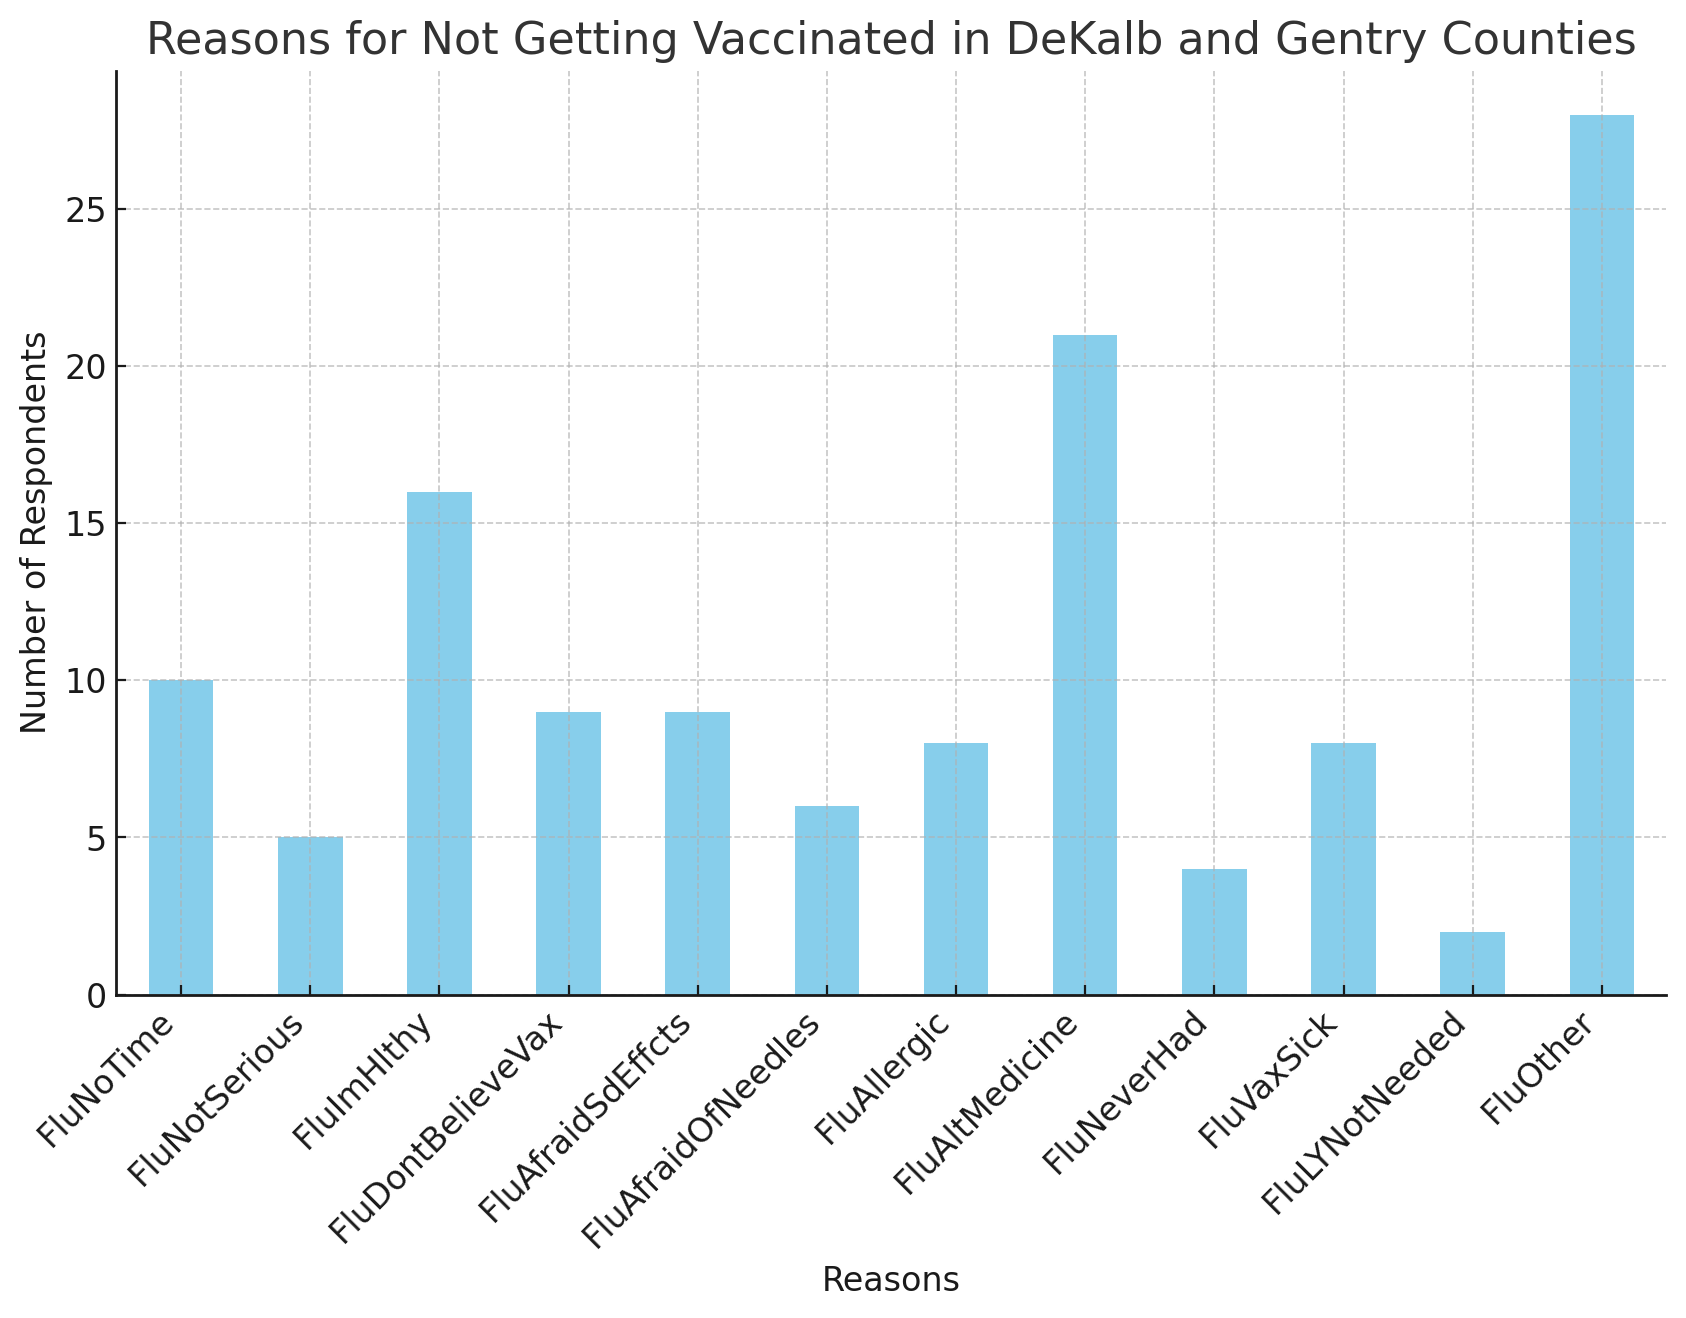 Reasons for Not Getting Vaccinated in DeKalb and Gentry Counties
Number of Respondents
25
20
15
10
5
0
FluNoTime
FluNotSerious
FluImHlthy
FluDontBelieveVax
FluAfraidSdEffcts
FluAfraidOfNeedles
FluAllergic
FluAltMedicine
FluNeverHad
FluVaxSick
FluLYNotNeeded
FluOther
Reasons